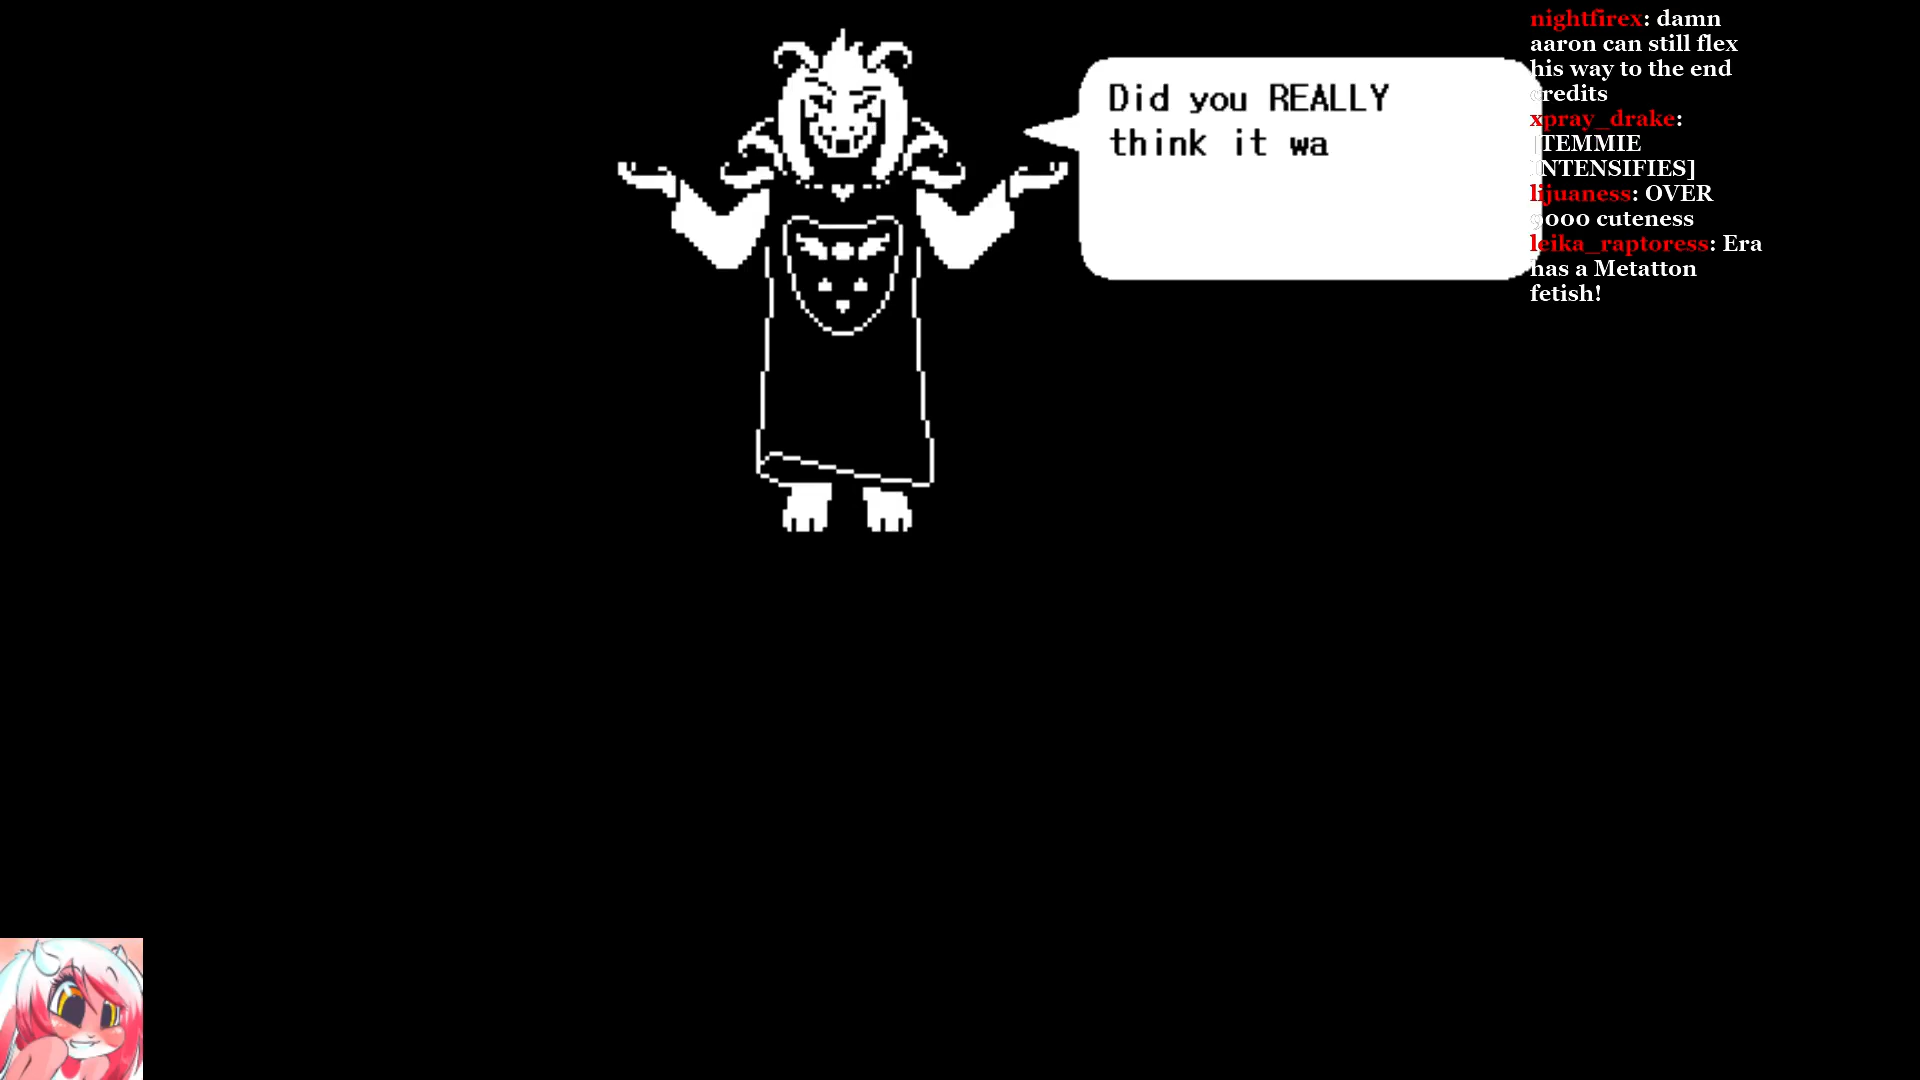 Did you REALLY
think it wa
nightfirex: damn
aaron can still flex
his way to the end
credits
xpray_drake:
[TEMMIE
INTENSIFIES]
lijuaness: OVER
9000 cuteness
leika_raptoress: Era
has a Metatton
fetish!